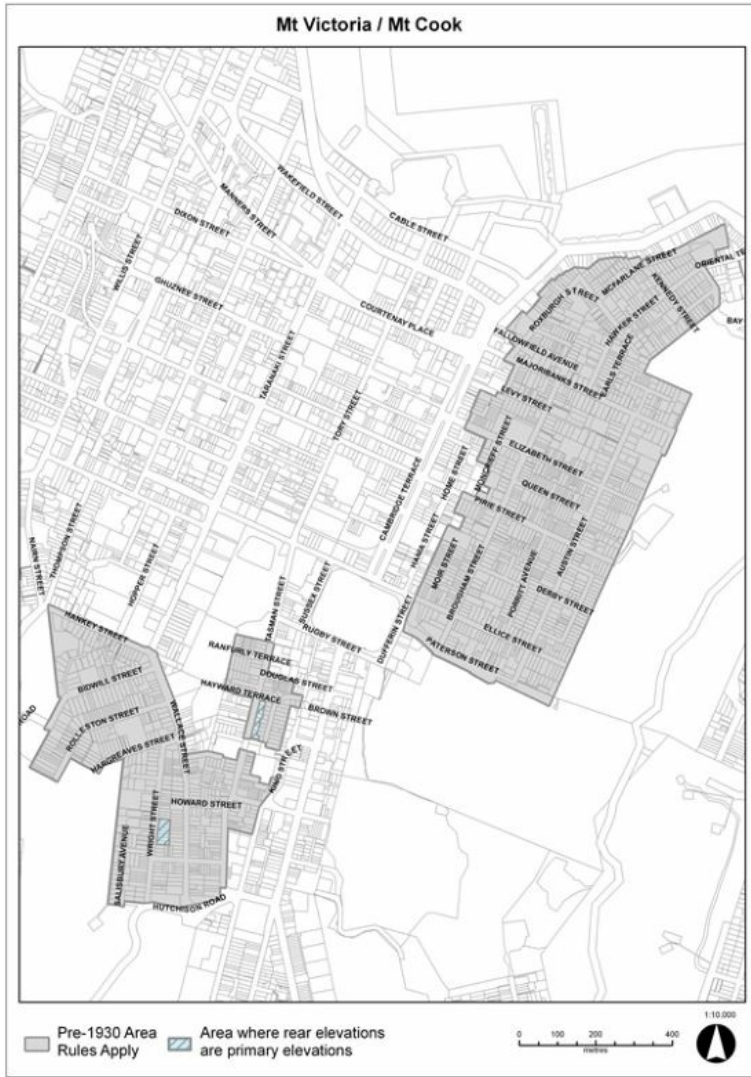 Mt Victoria / Mt Cook
WAKEFIELD STREET
CABLE STREET
MANNERS STREET
DIXON STREET
WILLIS STREET
GHUZNEE STREET
COURTENAY PLACE
TARANAKI STREET
TORY STREET
MCFARLANE STREET
ORIENTAL TE
KENNEDY STREET
ROXBURGH STREET
HAWKER STREET
BAY
FALLOWFIELD AVENUE
EARLS TERRACE
MAJORIBANKS STREET
LEVY STREET
ELIZABETH STREET
MONCRIEFF STREET
HOME STREET
QUEEN STREET
CAMBRIDGE TERRACE
PIRIE STREET
HANIA STREET
AUSTIN STREET
MOIR STREET
BROUGHAM STREET
PORRITT AVENUE
DERBY STREET
ELLICE STREET
PATERSON STREET
DUFFERIN STREET
THOMPSON STREET
NAIRN STREET
HOPPER STREET
TASMAN STREET
SUSSEX STREET
RUGBY STREET
HANKEY STREET
RANFURLY TERRACE
DOUGLAS STREET
BIDWILL STREET
HAYWARD TERRACE
BROWN STREET
ROAD
ROLLESTON STREET
WALLACE STREET
HARGREAVES STREET
KING STREET
HOWARD STREET
WRIGHT STREET
SALISBURY AVENUE
HUTCHISON ROAD
Pre-1930 Area
Rules Apply
Area where rear elevations
are primary elevations
1:10,000
0 100 200 400
metres